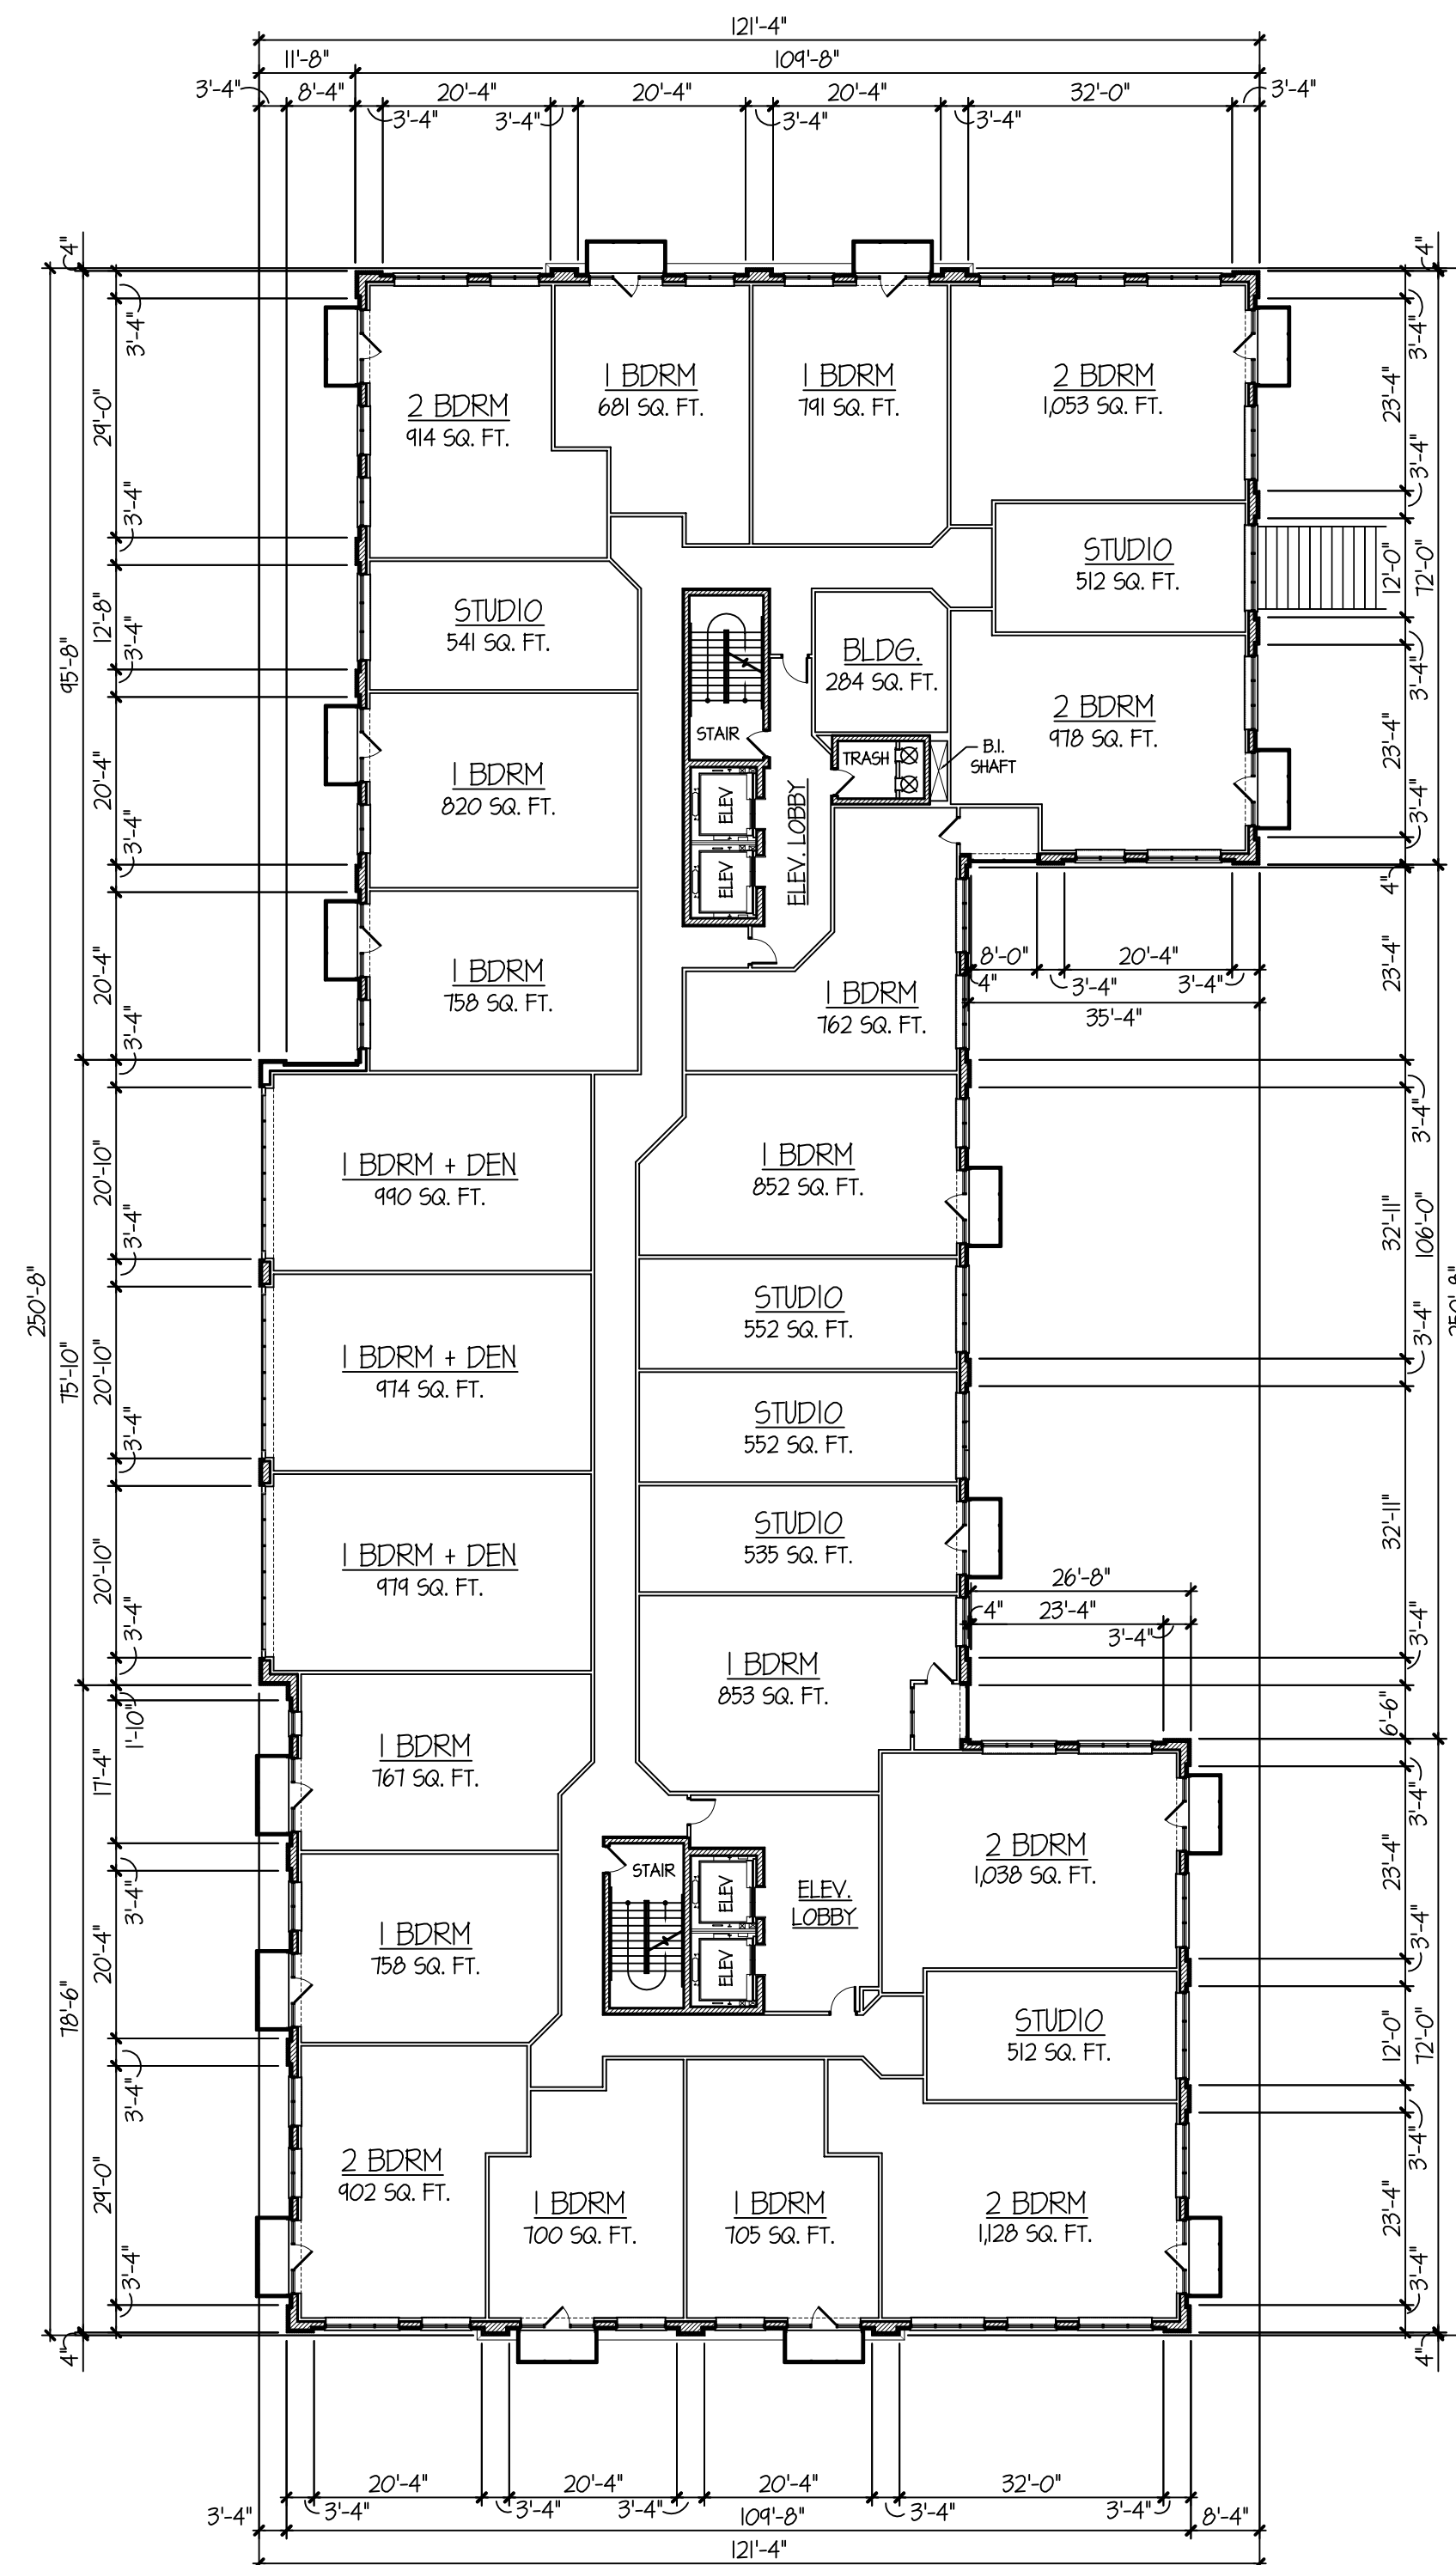 121'-4"
11'-8"
109'-8"
3'-4"
8'-4"
20'-4"
20'-4"
20'-4"
32'-0"
3'-4"
3'-4"
3'-4"
3'-4"
3'-4"
4"
4"
3'-4"
29'-0"
3'-4"
12'-8"
3'-4"
95'-8"
20'-4"
3'-4"
20'-4"
3'-4"
20'-10"
3'-4"
250'-8"
75'-10"
20'-10"
3'-4"
20'-10"
3'-4"
1'-10"
17'-4"
3'-4"
20'-4"
78'-6"
3'-4"
29'-0"
3'-4"
4"
2 BDRM
914 SQ. FT.
1 BDRM
681 SQ. FT.
1 BDRM
791 SQ. FT.
2 BDRM
1,053 SQ. FT.
STUDIO
512 SQ. FT.
STUDIO
541 SQ. FT.
BLDG.
284 SQ. FT.
2 BDRM
978 SQ. FT.
STAIR
TRASH
B.I.
SHAFT
ELEV
ELEV
ELEV. LOBBY
1 BDRM
820 SQ. FT.
1 BDRM
758 SQ. FT.
1 BDRM
762 SQ. FT.
8'-0"
20'-4"
4"
3'-4"
3'-4"
35'-4"
1 BDRM + DEN
990 SQ. FT.
1 BDRM
852 SQ. FT.
STUDIO
552 SQ. FT.
1 BDRM + DEN
974 SQ. FT.
STUDIO
552 SQ. FT.
STUDIO
535 SQ. FT.
1 BDRM + DEN
979 SQ. FT.
26'-8"
4"
23'-4"
3'-4"
1 BDRM
853 SQ. FT.
1 BDRM
767 SQ. FT.
2 BDRM
1,038 SQ. FT.
STAIR
ELEV
ELEV
ELEV.
LOBBY
1 BDRM
758 SQ. FT.
STUDIO
512 SQ. FT.
2 BDRM
902 SQ. FT.
1 BDRM
700 SQ. FT.
1 BDRM
705 SQ. FT.
2 BDRM
1,128 SQ. FT.
3'-4"
23'-4"
3'-4"
12'-0"
72'-0"
3'-4"
23'-4"
3'-4"
4"
23'-4"
3'-4"
32'-11"
106'-0"
250'-8"
3'-4"
32'-11"
3'-4"
6'-6"
3'-4"
23'-4"
3'-4"
12'-0"
72'-0"
3'-4"
23'-4"
3'-4"
4"
20'-4"
20'-4"
20'-4"
32'-0"
3'-4"
3'-4"
3'-4"
3'-4"
3'-4"
3'-4"
109'-8"
8'-4"
121'-4"